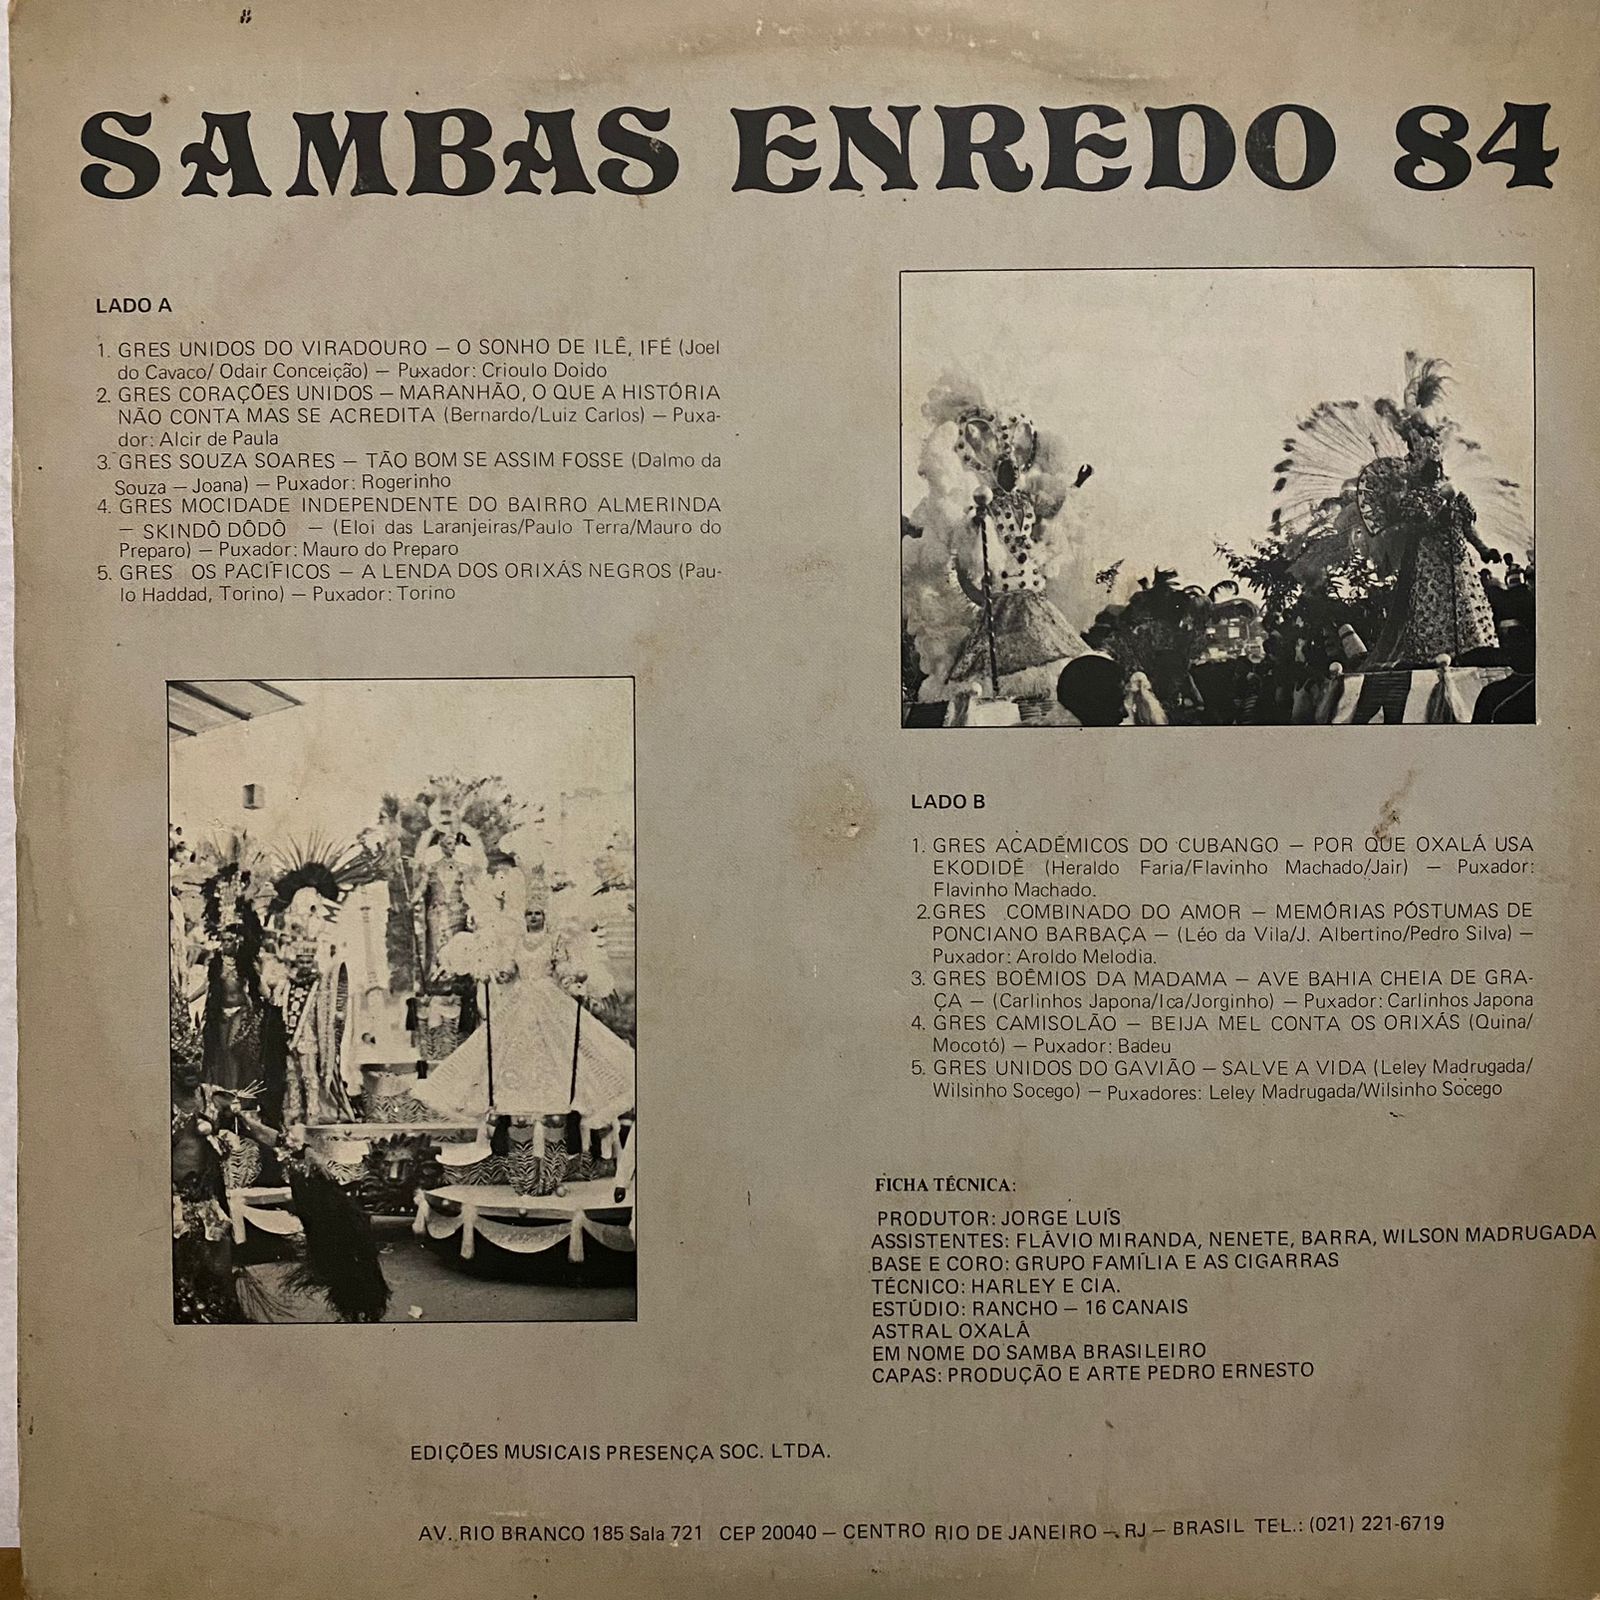 SAMBAS ENREDO 84
LADO A
1. GRES UNIDOS DO VIRADOURO – O SONHO DE ILÊ, IFÉ (Joel
do Cavaco/ Odair Conceição) – Puxador: Crioulo Doido
2. GRES CORAÇÕES UNIDOS – MARANHÃO, O QUE A HISTÓRIA
NÃO CONTA MAS SE ACREDITA (Bernardo/Luiz Carlos) – Puxa-
dor: Alcir de Paula
3. GRES SOUZA SOARES – TÃO BOM SE ASSIM FOSSE (Dalmo da
Souza – Joana) – Puxador: Rogerinho
4. GRES MOCIDADE INDEPENDENTE DO BAIRRO ALMERINDA
– SKINDÔ DÔDÔ – (Eloi das Laranjeiras/Paulo Terra/Mauro do
Preparo) – Puxador: Mauro do Preparo
5. GRES OS PACÍFICOS – A LENDA DOS ORIXÁS NEGROS (Pau-
lo Haddad, Torino) – Puxador: Torino
LADO B
1. GRES ACADÊMICOS DO CUBANGO – POR QUE OXALÁ USA
EKODIDÉ (Heraldo Faria/Flavinho Machado/Jair) – Puxador:
Flavinho Machado.
2. GRES COMBINADO DO AMOR – MEMÓRIAS PÓSTUMAS DE
PONCIANO BARBAÇA – (Léo da Vila/J. Albertino/Pedro Silva) –
Puxador: Aroldo Melodia.
3. GRES BOÊMIOS DA MADAMA – AVE BAHIA CHEIA DE GRA-
ÇA – (Carlinhos Japona/Ica/Jorginho) – Puxador: Carlinhos Japona
4. GRES CAMISOLÃO – BEIJA MEL CONTA OS ORIXÁS (Quina/
Mocotó) – Puxador: Badeu
5. GRES UNIDOS DO GAVIÃO – SALVE A VIDA (Leley Madrugada/
Wilsinho Socego) – Puxadores: Leley Madrugada/Wilsinho Socego
FICHA TÉCNICA:
PRODUTOR: JORGE LUÍS
ASSISTENTES: FLÁVIO MIRANDA, NENETE, BARRA, WILSON MADRUGADA
BASE E CORO: GRUPO FAMÍLIA E AS CIGARRAS
TÉCNICO: HARLEY E CIA.
ESTÚDIO: RANCHO – 16 CANAIS
ASTRAL OXALÁ
EM NOME DO SAMBA BRASILEIRO
CAPAS: PRODUÇÃO E ARTE PEDRO ERNESTO
EDIÇÕES MUSICAIS PRESENÇA SOC. LTDA.
AV. RIO BRANCO 185 Sala 721 CEP 20040 – CENTRO RIO DE JANEIRO – RJ – BRASIL TEL.: (021) 221-6719